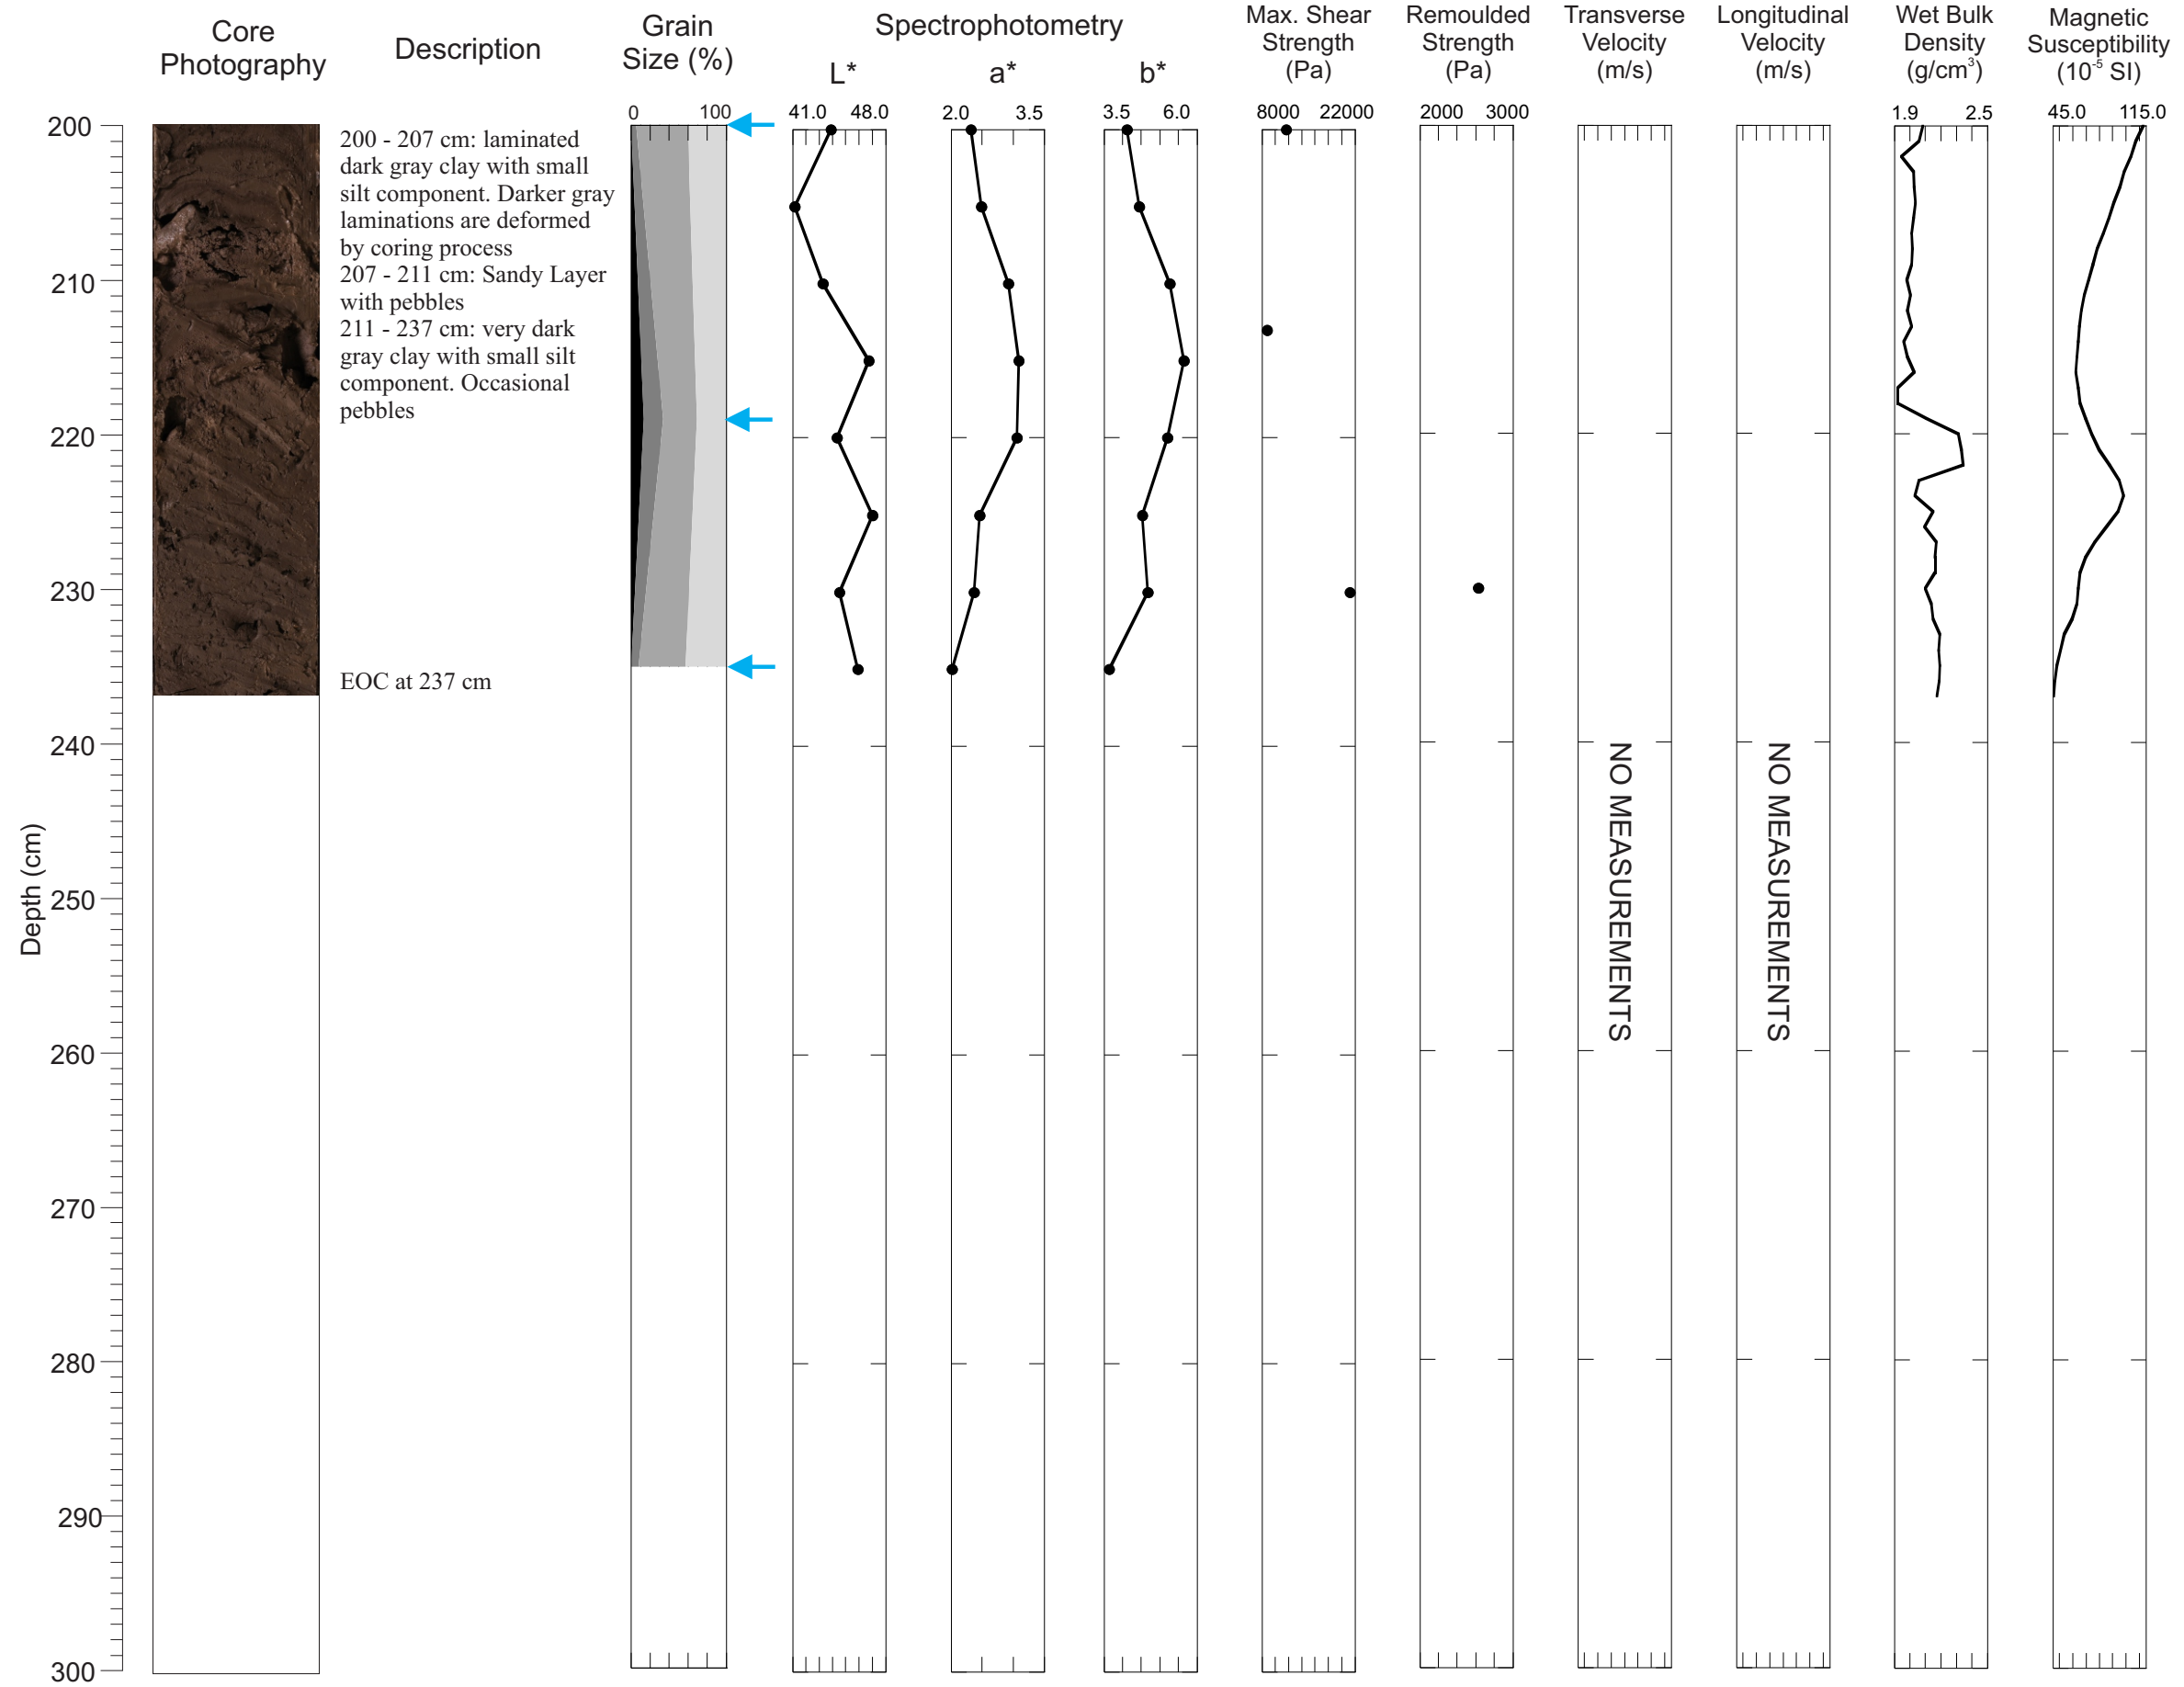 Core
Photography
Description
Grain
Size (%)
Spectrophotometry
L*
a*
b*
Max. Shear
Strength
(Pa)
Remoulded
Strength
(Pa)
Transverse
Velocity
(m/s)
Longitudinal
Velocity
(m/s)
Wet Bulk
Density
(g/cm³)
Magnetic
Susceptibility
(10⁻⁵ SI)
0 100
41.0 48.0
2.0 3.5
3.5 6.0
8000 22000
2000 3000
1.9 2.5
45.0 115.0
200 - 207 cm: laminated
dark gray clay with small
silt component. Darker gray
laminations are deformed
by coring process
207 - 211 cm: Sandy Layer
with pebbles
211 - 237 cm: very dark
gray clay with small silt
component. Occasional
pebbles
EOC at 237 cm
NO MEASUREMENTS
NO MEASUREMENTS
Depth (cm)
200
210
220
230
240
250
260
270
280
290
300